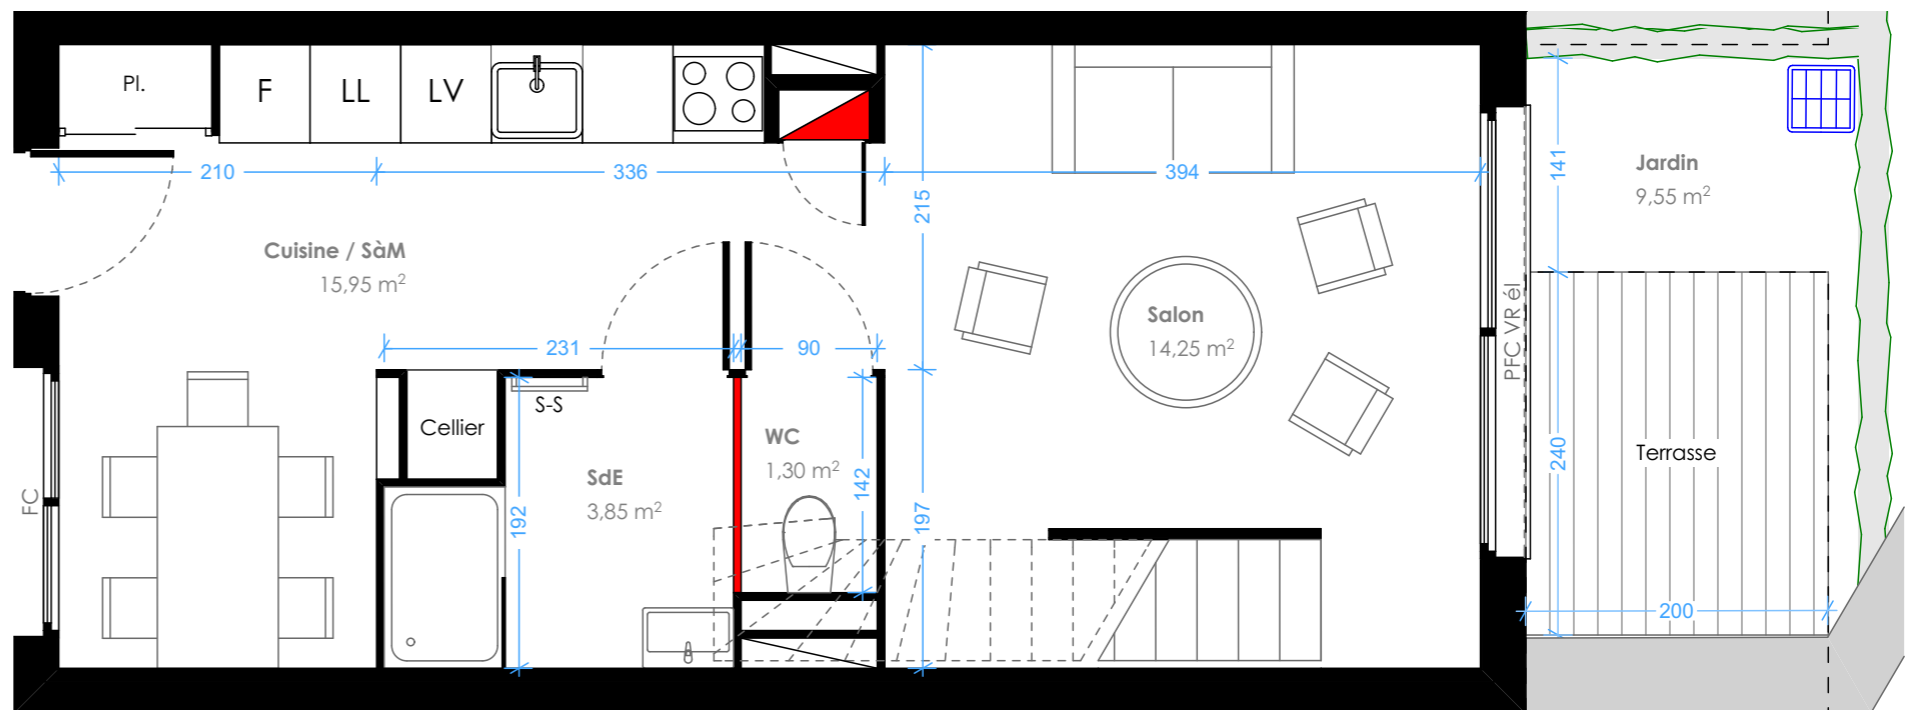 Pl.
F
LL
LV
210
336
394
215
141
Jardin
9,55 m²
Cuisine / SàM
15,95 m²
PFC VR él
Salon
14,25 m²
231
90
S-S
Cellier
WC
1,30 m²
142
SdE
3,85 m²
192
197
FC
240
Terrasse
200